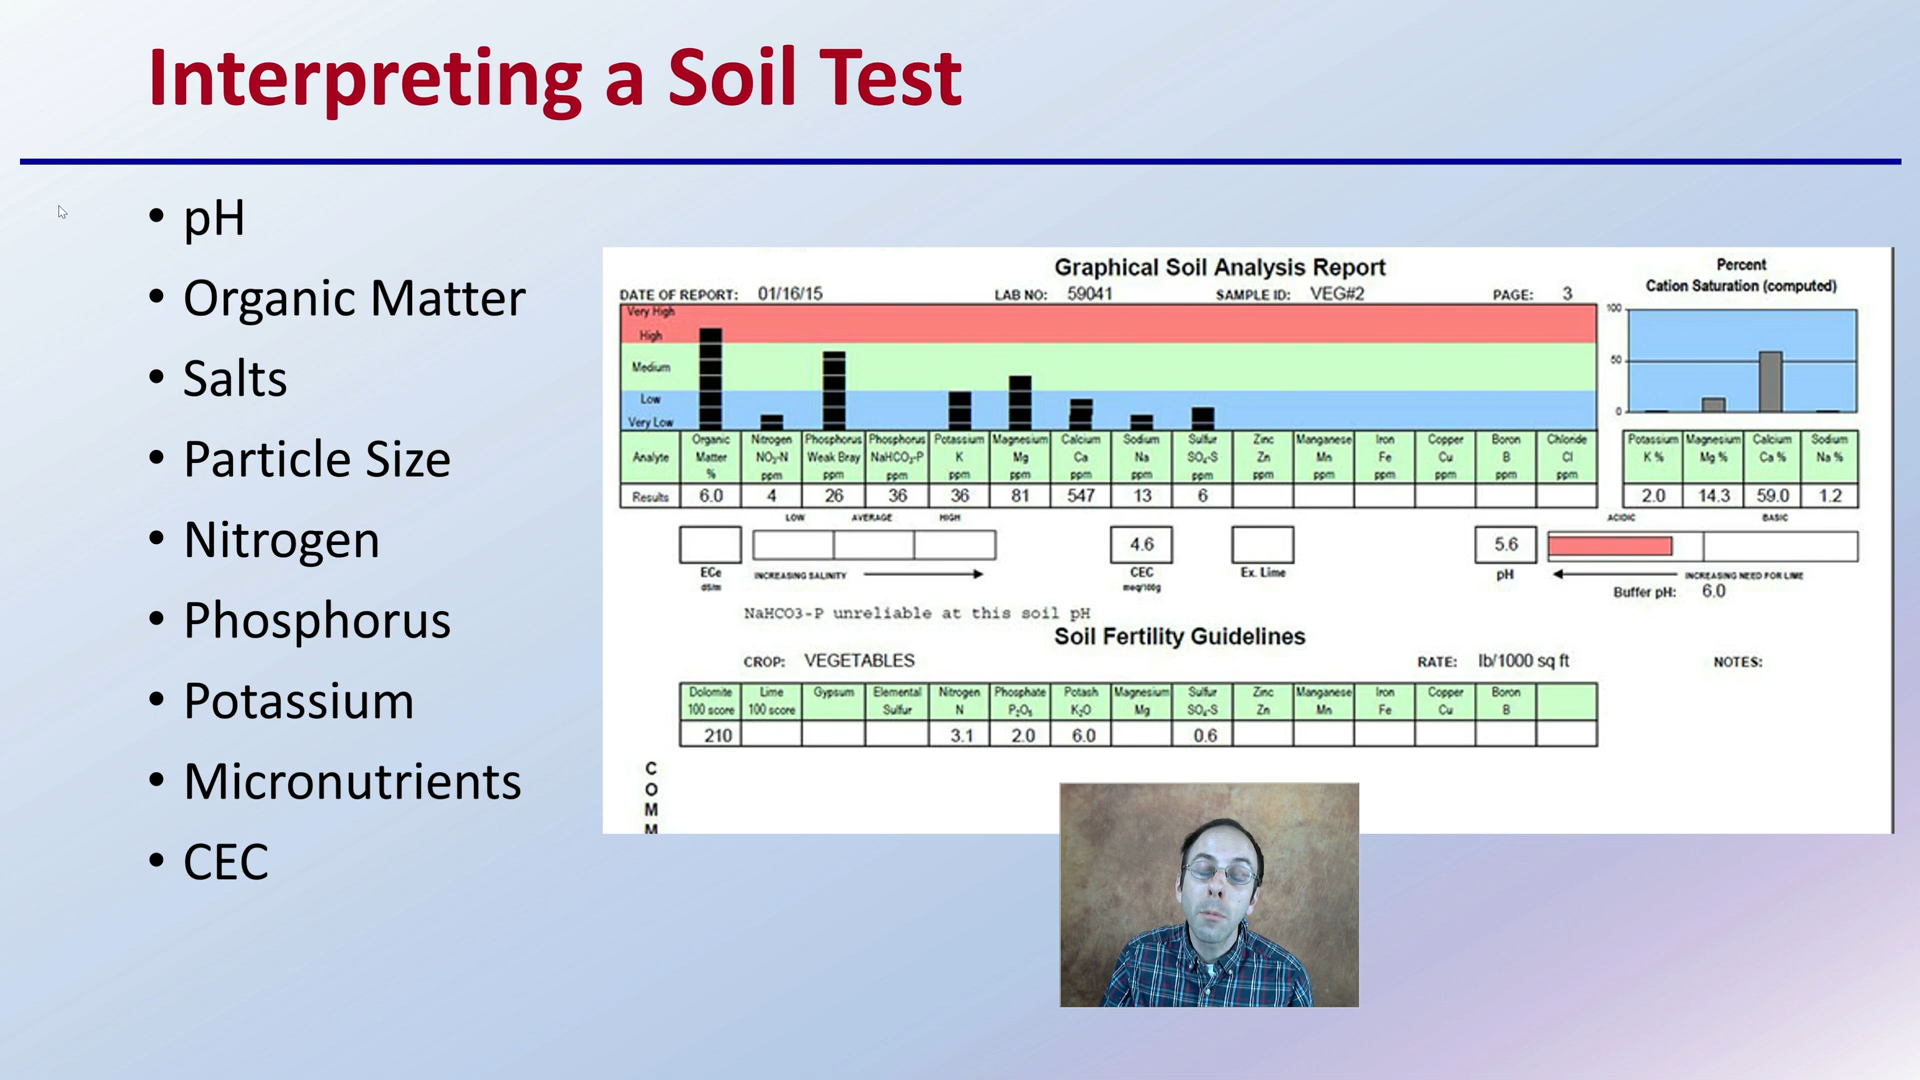 Interpreting a Soil Test
• pH
• Organic Matter
• Salts
• Particle Size
• Nitrogen
• Phosphorus
• Potassium
• Micronutrients
• CEC
Graphical Soil Analysis Report
DATE OF REPORT: 01/16/15 LAB NO: 59041 SAMPLE ID: VEG#2 PAGE: 3
Very High
High
Medium
Low
Very Low
Organic Nitrogen Phosphorus Phosphorus Potassium Magnesium Calcium Sodium Sulfur Zinc Manganese Iron Copper Boron Chloride
Analyte Matter NO₃-N Weak Bray NaHCO₃-P K Mg Ca Na SO₄-S Zn Mn Fe Cu B Cl
% ppm ppm ppm ppm ppm ppm ppm ppm ppm ppm ppm ppm ppm ppm
Results 6.0 4 26 36 36 81 547 13 6
Percent
Cation Saturation (computed)
100
50
0
Potassium Magnesium Calcium Sodium
K % Mg % Ca % Na %
2.0 14.3 59.0 1.2
LOW AVERAGE HIGH
ACIDIC BASIC
4.6
5.6
ECe
dS/m
INCREASING SALINITY
CEC
meq/100g
Ex. Lime
pH
INCREASING NEED FOR LIME
Buffer pH: 6.0
NaHCO3-P unreliable at this soil pH
Soil Fertility Guidelines
CROP: VEGETABLES RATE: lb/1000 sq ft NOTES:
Dolomite Lime Gypsum Elemental Nitrogen Phosphate Potash Magnesium Sulfur Zinc Manganese Iron Copper Boron
100 score 100 score Sulfur N P₂O₅ K₂O Mg SO₄-S Zn Mn Fe Cu B
210 3.1 2.0 6.0 0.6
C
O
M
M